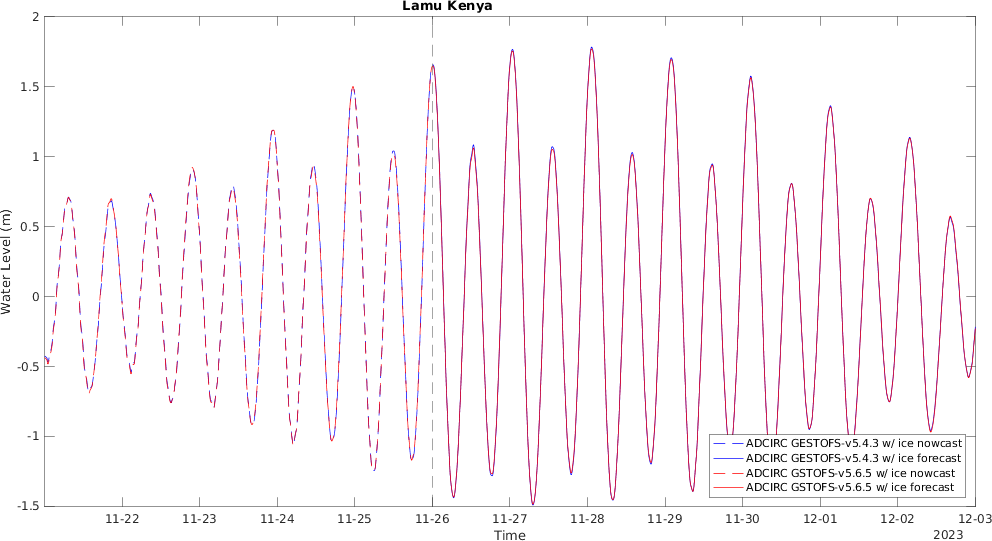 Lamu Kenya
2
1.5
1
0.5
0
-0.5
-1
-1.5
Water Level (m)
11-22 11-23 11-24 11-25 11-26 11-27 11-28 11-29 11-30 12-01 12-02 12-03
Time
2023
ADCIRC GESTOFS-v5.4.3 w/ ice nowcast
ADCIRC GESTOFS-v5.4.3 w/ ice forecast
ADCIRC GSTOFS-v5.6.5 w/ ice nowcast
ADCIRC GSTOFS-v5.6.5 w/ ice forecast